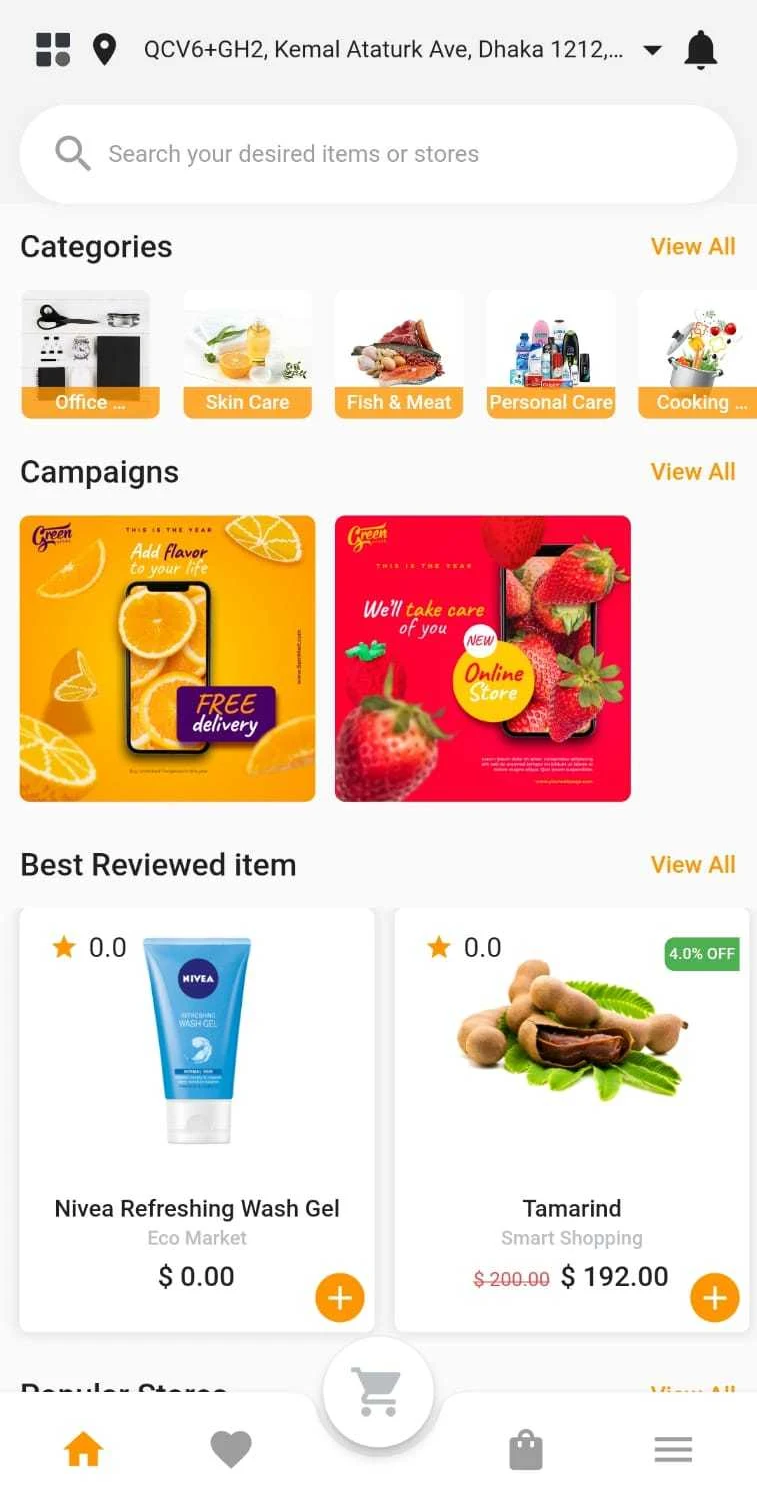 QCV6+GH2, Kemal Ataturk Ave, Dhaka 1212,...
Search your desired items or stores
Categories
View All
Office ...
Skin Care
Fish & Meat
Personal Care
Cooking ...
Campaigns
View All
Green
THIS IS THE YEAR
Add flavor
to your life
FREE
delivery
Green
THIS IS THE YEAR
We'll take care
of you
NEW
Online
Store
Best Reviewed item
View All
0.0
NIVEA
REFRESHING
WASH GEL
Nivea Refreshing Wash Gel
Eco Market
$ 0.00
0.0
4.0% OFF
Tamarind
Smart Shopping
$ 200.00 $ 192.00
Popular Stores
View All